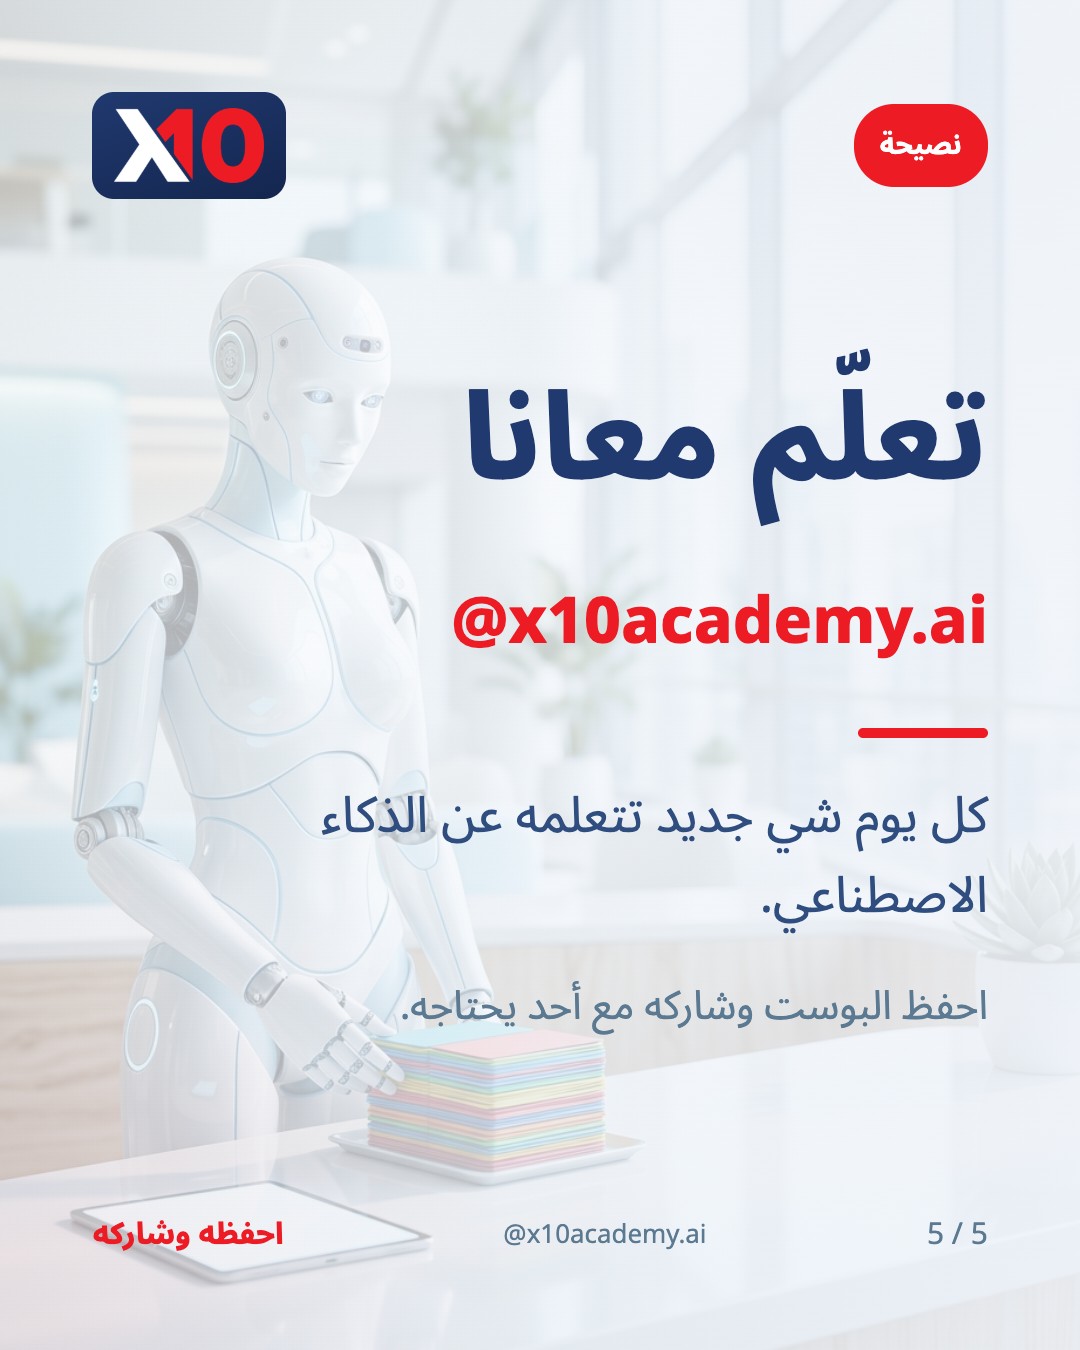 X10
نصيحة
تعلّم معانا
@x10academy.ai
كل يوم شي جديد تتعلمه عن الذكاء
الاصطناعي.
احفظ البوست وشاركه مع أحد يحتاجه.
5 / 5
@x10academy.ai
احفظه وشاركه